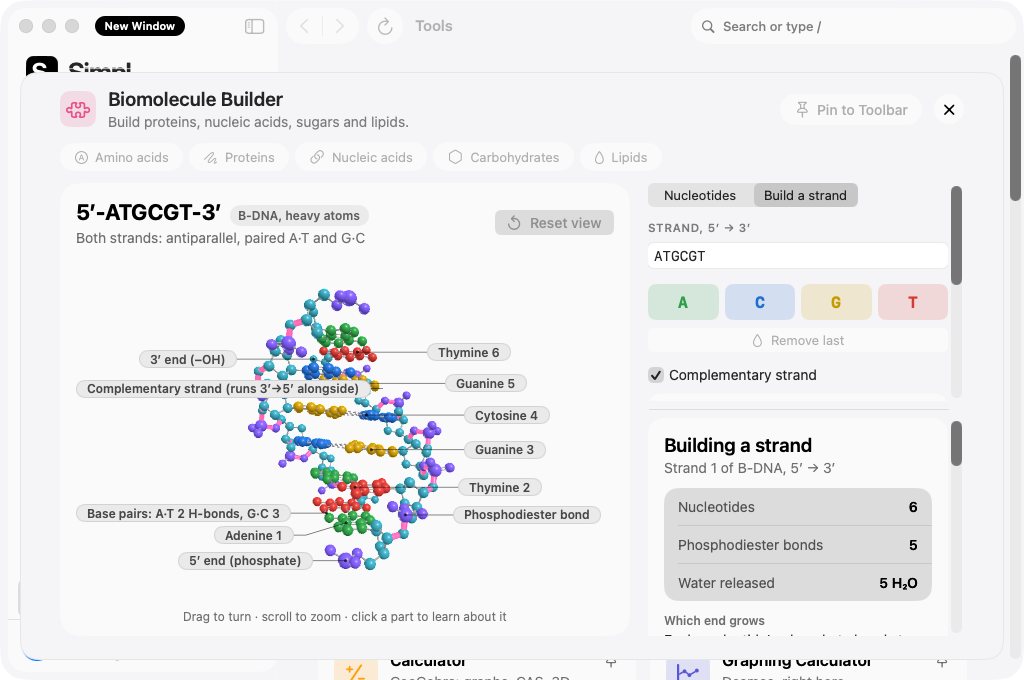 New Window
Tools
Search or type /
Simpl
Biomolecule Builder
Build proteins, nucleic acids, sugars and lipids.
Pin to Toolbar
Amino acids
Proteins
Nucleic acids
Carbohydrates
Lipids
5′-ATGCGT-3′
B-DNA, heavy atoms
Both strands: antiparallel, paired A·T and G·C
Reset view
3′ end (−OH)
Thymine 6
Complementary strand (runs 3′→5′ alongside)
Guanine 5
Cytosine 4
Guanine 3
Thymine 2
Base pairs: A·T 2 H-bonds, G·C 3
Phosphodiester bond
Adenine 1
5′ end (phosphate)
Drag to turn · scroll to zoom · click a part to learn about it
Nucleotides
Build a strand
STRAND, 5′ → 3′
ATGCGT
A
C
G
T
Remove last
Complementary strand
Building a strand
Strand 1 of B-DNA, 5′ → 3′
Nucleotides 6
Phosphodiester bonds 5
Water released 5 H₂O
Which end grows
Calculator
Graphing Calculator